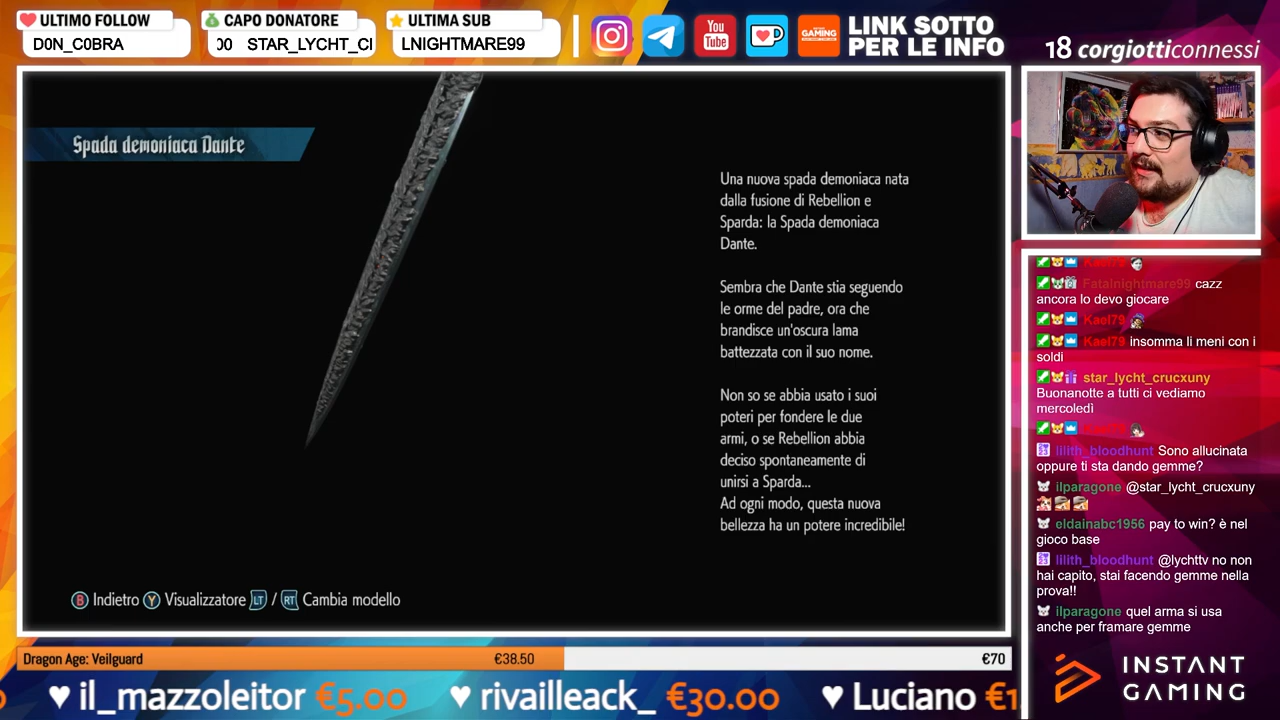 ULTIMO FOLLOW
D0N_C0BRA
CAPO DONATORE
STAR_LYCHT_CI
ULTIMA SUB
LNIGHTMARE99
You
Tube
GAMING
LINK SOTTO
PER LE INFO
18 corgiotticonnessi
Spada demoniaca Dante
Una nuova spada demoniaca nata
dalla fusione di Rebellion e
Sparda: la Spada demoniaca
Dante.
Sembra che Dante stia seguendo
le orme del padre, ora che
brandisce un'oscura lama
battezzata con il suo nome.
Non so se abbia usato i suoi
poteri per fondere le due
armi, o se Rebellion abbia
deciso spontaneamente di
unirsi a Sparda...
Ad ogni modo, questa nuova
bellezza ha un potere incredibile!
B Indietro Y Visualizzatore LT / RT Cambia modello
Kael79
Fatalnightmare99 cazz
ancora lo devo giocare
Kael79
Kael79 insomma li meni con i
soldi
star_lycht_crucxuny
Buonanotte a tutti ci vediamo
mercoledì
Kael79
lilith_bloodhunt Sono allucinata
oppure ti sta dando gemme?
ilparagone @star_lycht_crucxuny
eldainabc1956 pay to win? è nel
gioco base
lilith_bloodhunt @lychttv no non
hai capito, stai facendo gemme nella
prova!!
ilparagone quel arma si usa
anche per framare gemme
Dragon Age: Veilguard €38.50 €70
♥ il_mazzoleitor €5.00 ♥ rivailleack_ €30.00 ♥ Luciano €1
INSTANT
GAMING